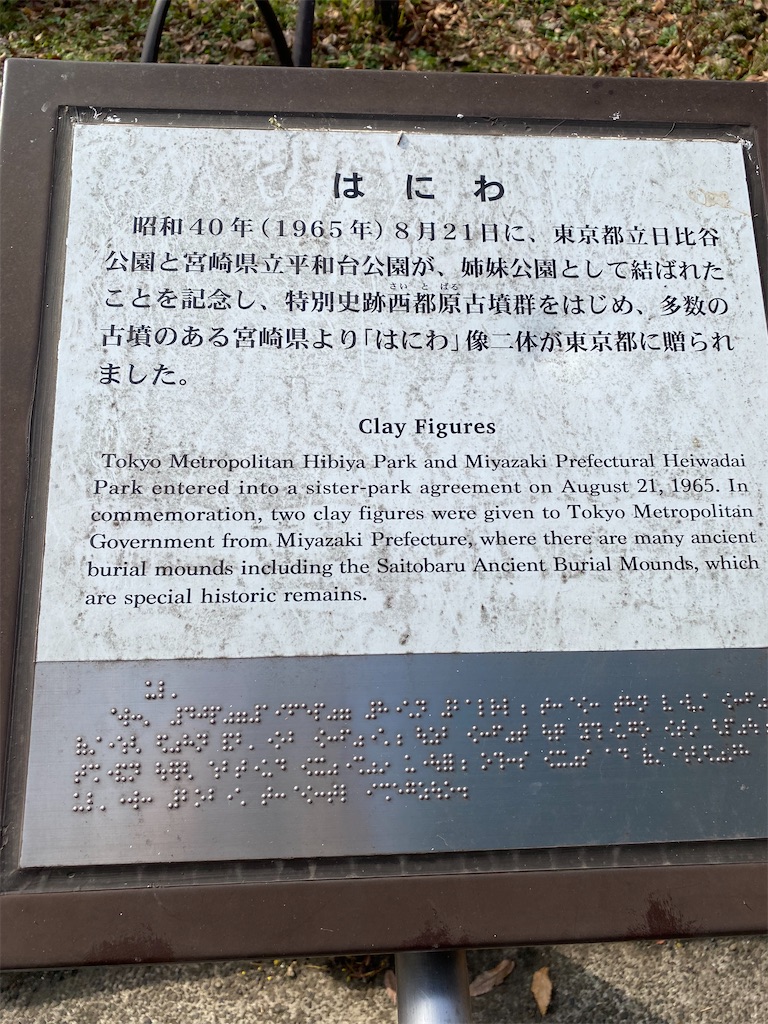 はにわ
昭和40年(1965年)8月21日に、東京都立日比谷
公園と宮崎県立平和台公園が、姉妹公園として結ばれた
さいとばる
ことを記念し、特別史跡西都原古墳群をはじめ、多数の
古墳のある宮崎県より「はにわ」像二体が東京都に贈られ
ました。
Clay Figures
Tokyo Metropolitan Hibiya Park and Miyazaki Prefectural Heiwadai
Park entered into a sister-park agreement on August 21, 1965. In
commemoration, two clay figures were given to Tokyo Metropolitan
Government from Miyazaki Prefecture, where there are many ancient
burial mounds including the Saitobaru Ancient Burial Mounds, which
are special historic remains.